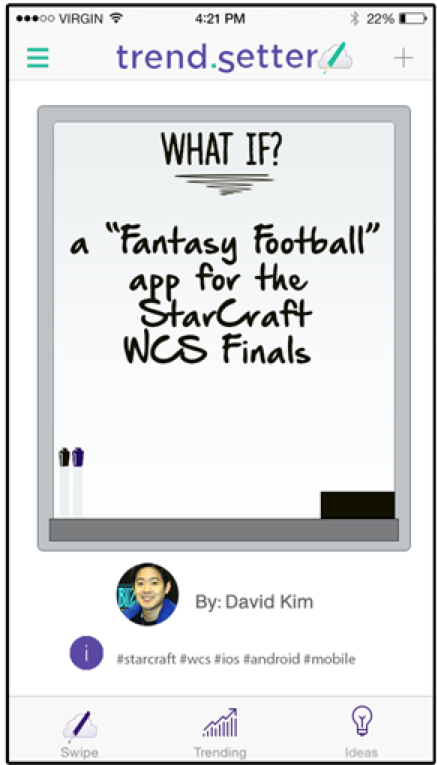 ●●●○○ VIRGIN 4:21 PM 22%
trend.setter
WHAT IF?
a "Fantasy Football"
app for the
StarCraft
WCS Finals
By: David Kim
i #starcraft #wcs #ios #android #mobile
Swipe Trending Ideas